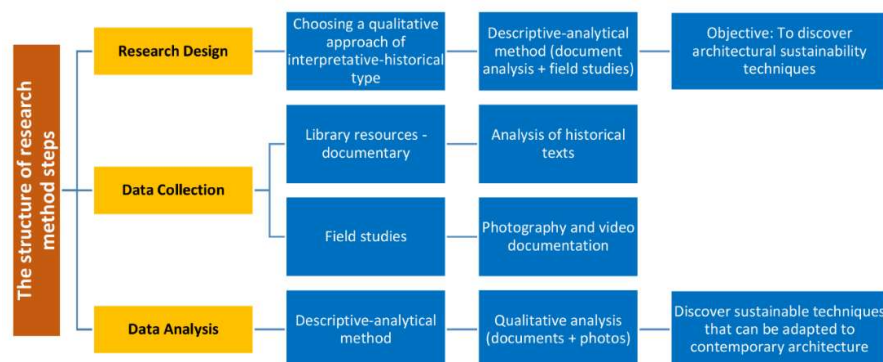 The structure of research
method steps
Research Design
Choosing a qualitative
approach of
interpretative-historical
type
Descriptive-analytical
method (document
analysis + field studies)
Objective: To discover
architectural sustainability
techniques
Data Collection
Library resources -
documentary
Analysis of historical
texts
Field studies
Photography and video
documentation
Data Analysis
Descriptive-analytical
method
Qualitative analysis
(documents + photos)
Discover sustainable techniques
that can be adapted to
contemporary architecture